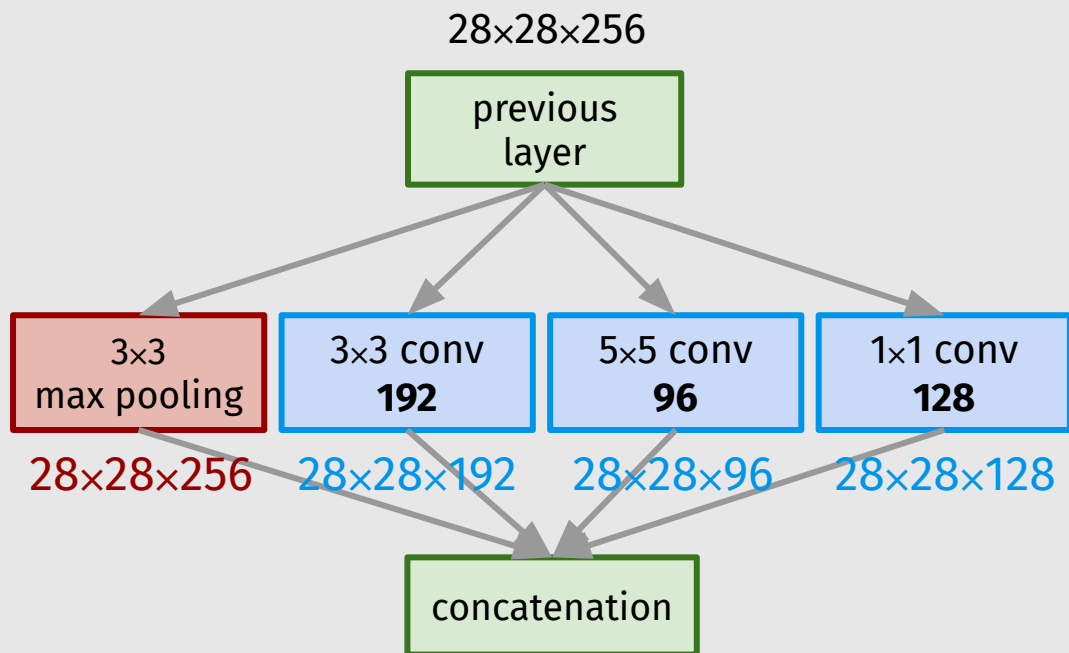 28×28×256
previous
layer
3×3
max pooling
3×3 conv
192
5×5 conv
96
1×1 conv
128
28×28×256
28×28×192
28×28×96
28×28×128
concatenation